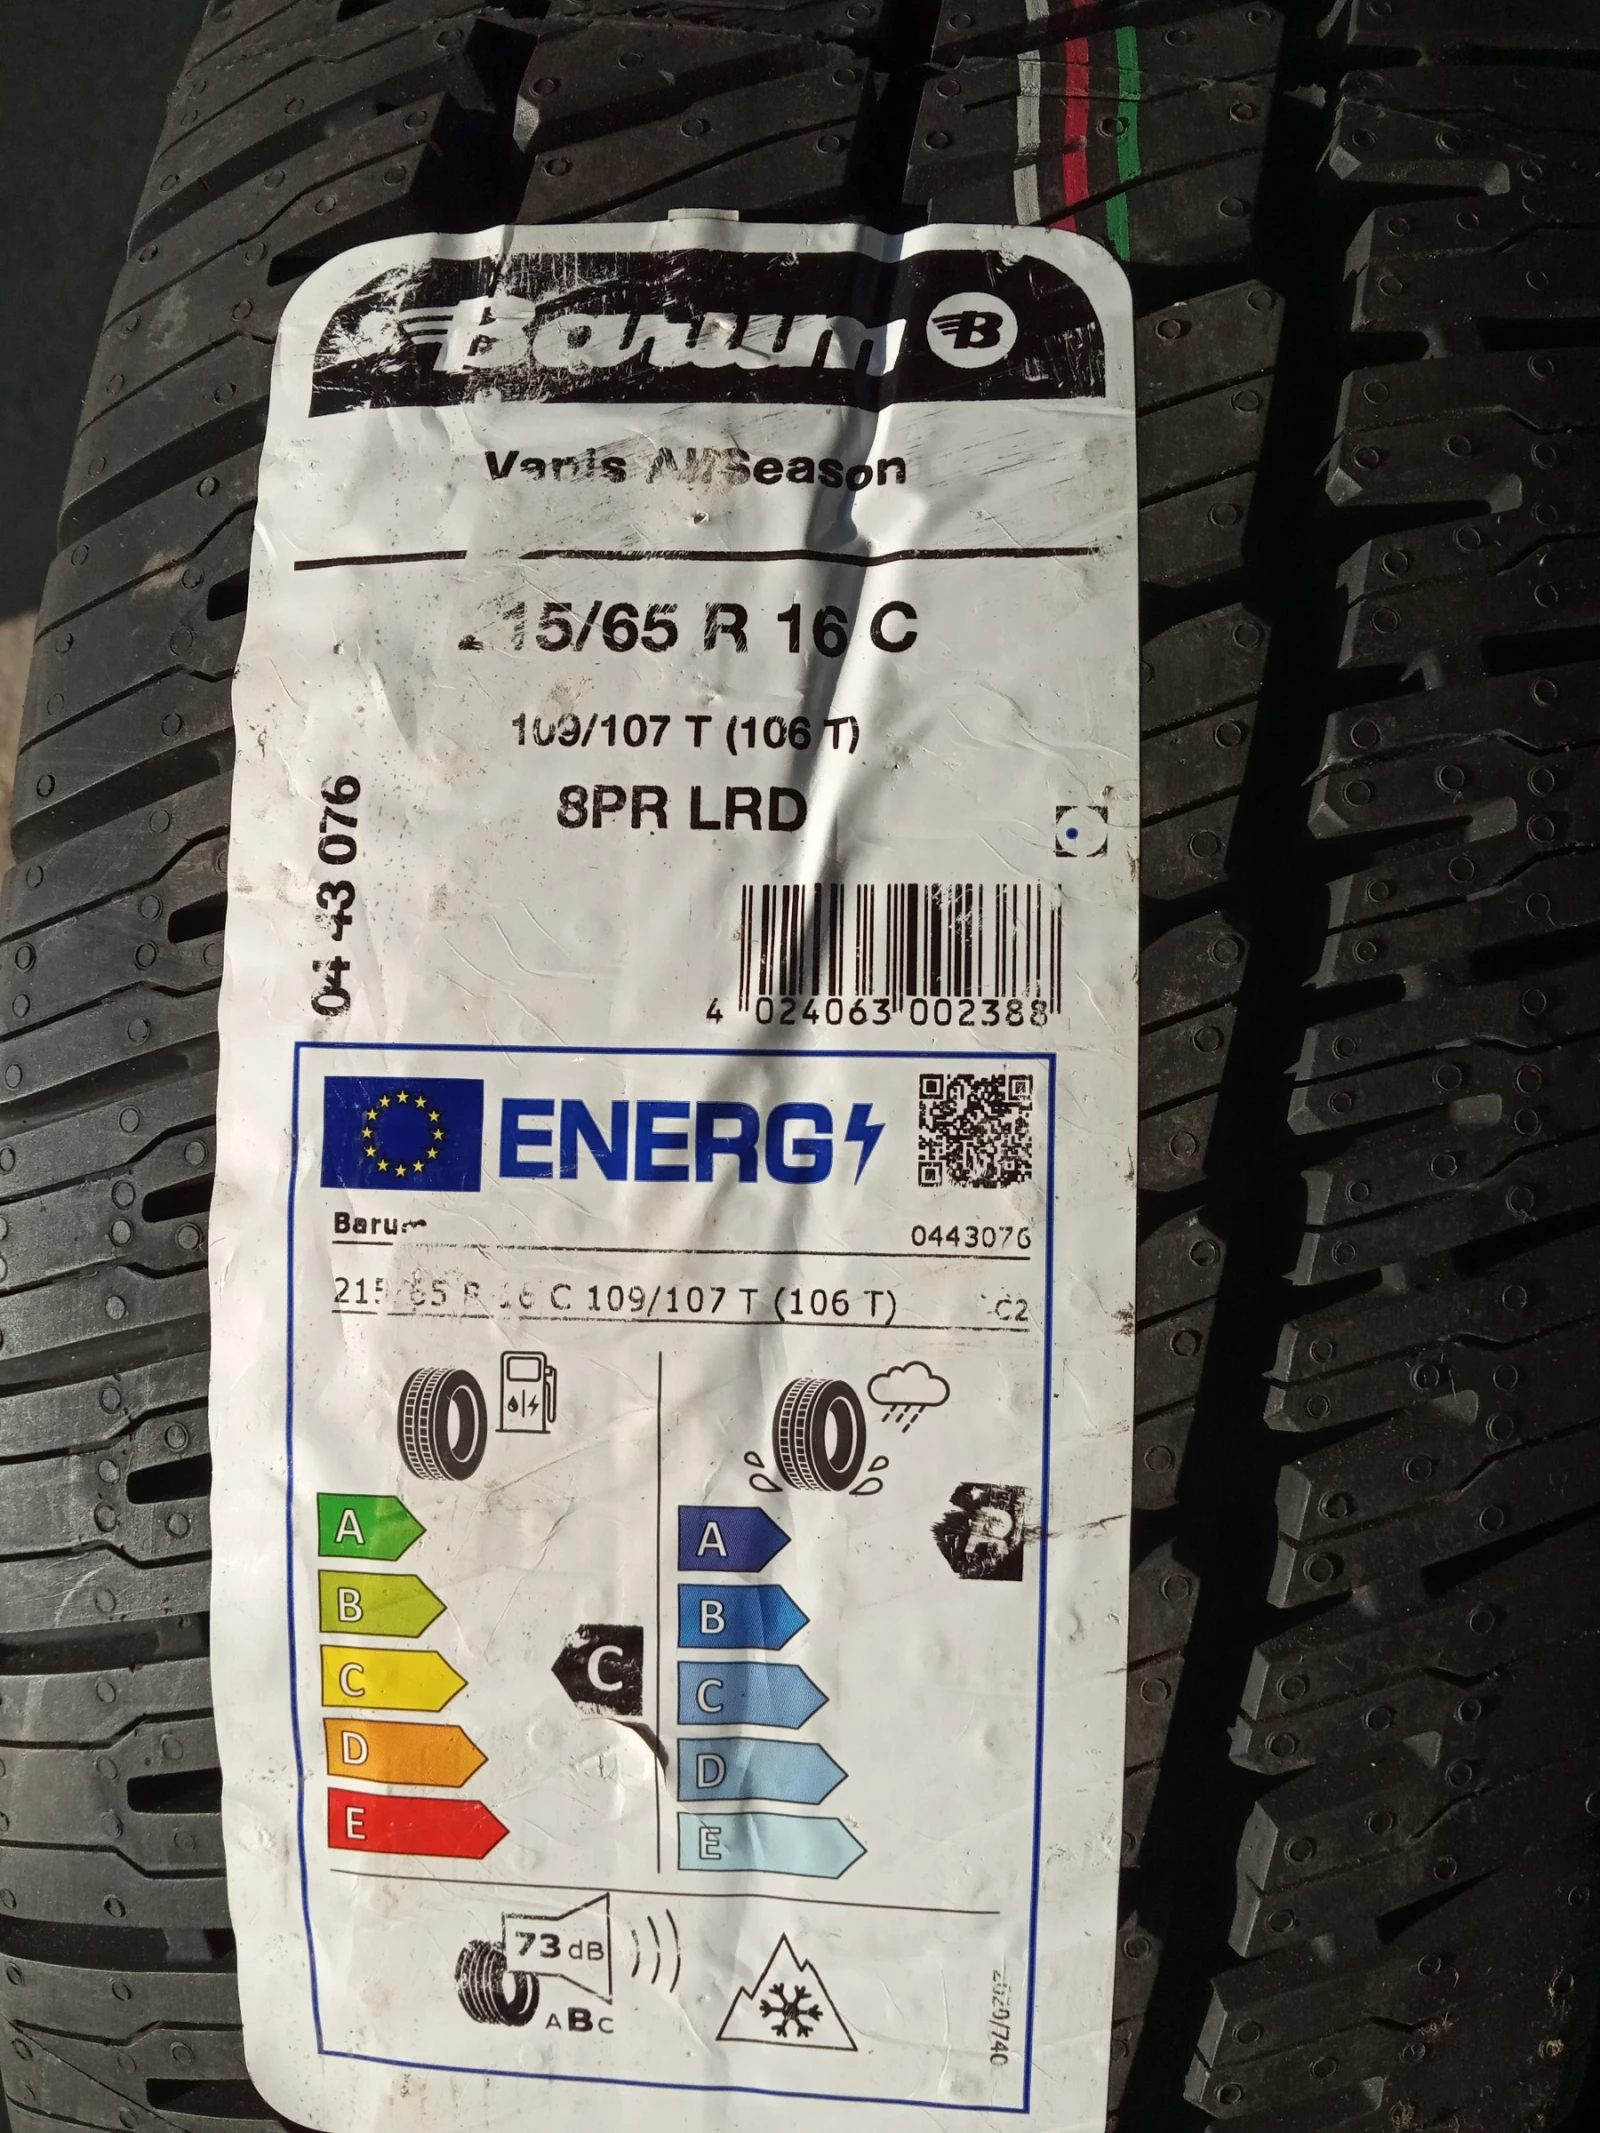 Barum B
Vanis AllSeason
215/65 R 16 C
109/107 T (106 T)
8PR LRD
04 43 076
4 024063 002388
ENERG
Barum 0443076
215/65 R 16 C 109/107 T (106 T) C2
A
B
C
D
E
C
A
B
C
D
E
73 dB
ABC
2020/740